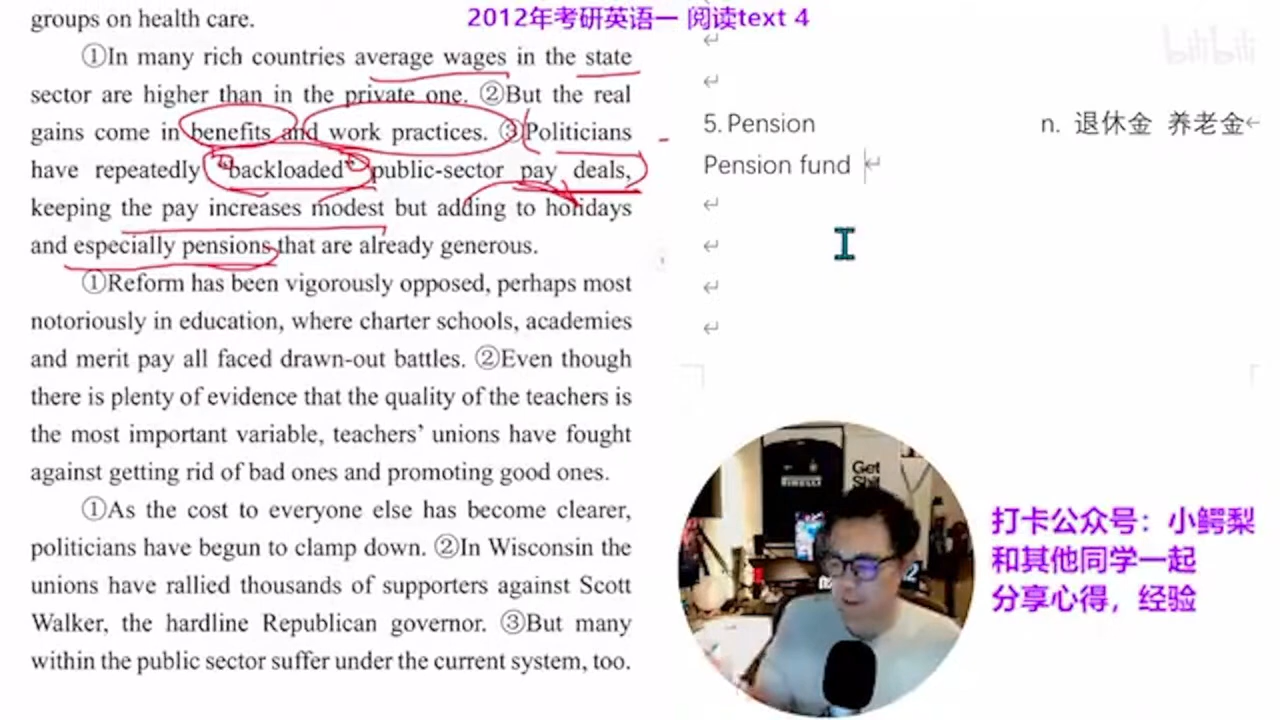 groups on health care.
2012年考研英语一 阅读text 4
bilibili
①In many rich countries average wages in the state
sector are higher than in the private one. ②But the real
gains come in benefits and work practices. ③Politicians
have repeatedly "backloaded" public-sector pay deals,
keeping the pay increases modest but adding to holidays
and especially pensions that are already generous.
①Reform has been vigorously opposed, perhaps most
notoriously in education, where charter schools, academies
and merit pay all faced drawn-out battles. ②Even though
there is plenty of evidence that the quality of the teachers is
the most important variable, teachers' unions have fought
against getting rid of bad ones and promoting good ones.
①As the cost to everyone else has become clearer,
politicians have begun to clamp down. ②In Wisconsin the
unions have rallied thousands of supporters against Scott
Walker, the hardline Republican governor. ③But many
within the public sector suffer under the current system, too.
5. Pension n. 退休金 养老金
Pension fund
PIRELLI
Get
打卡公众号：小鳄梨
和其他同学一起
分享心得，经验